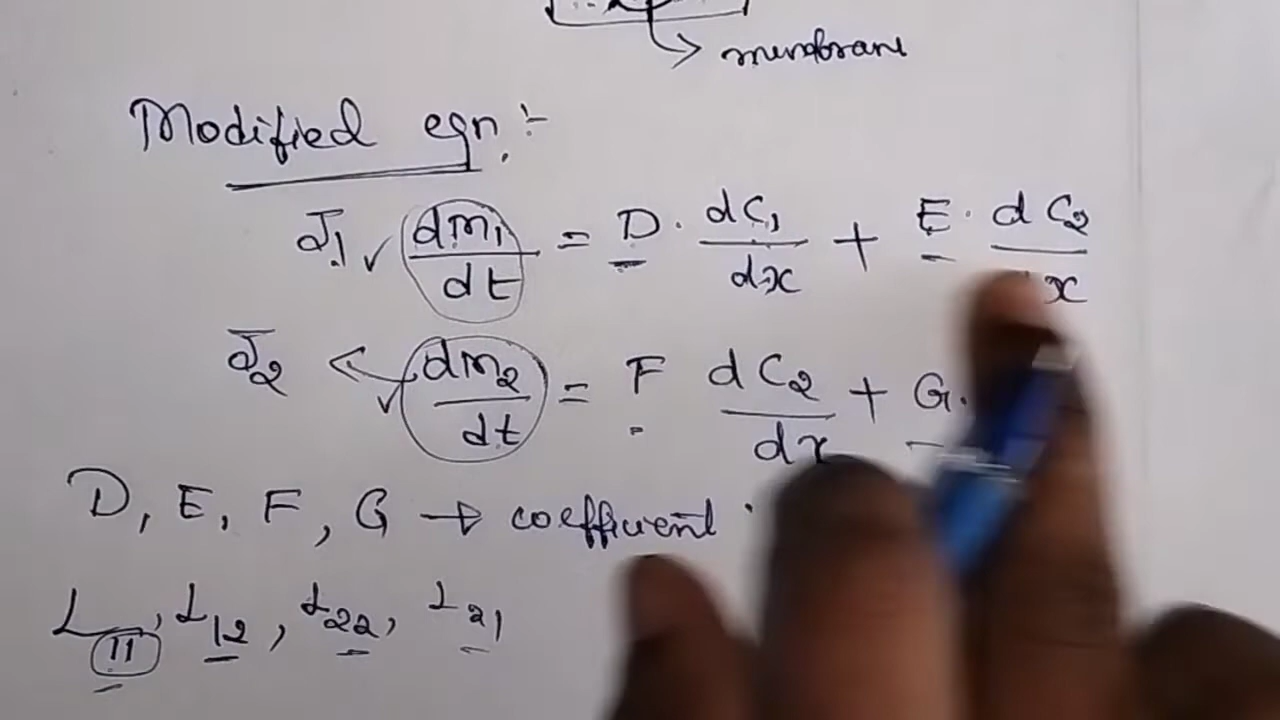 membrane
Modified eqn:-
J1 ✓ dm1/dt = D · dC1/dx + E · dC2/dx
J2 ← ✓ dm2/dt = F dC2/dx + G ·
D, E, F, G → coefficient
L11, L12, L22, L21